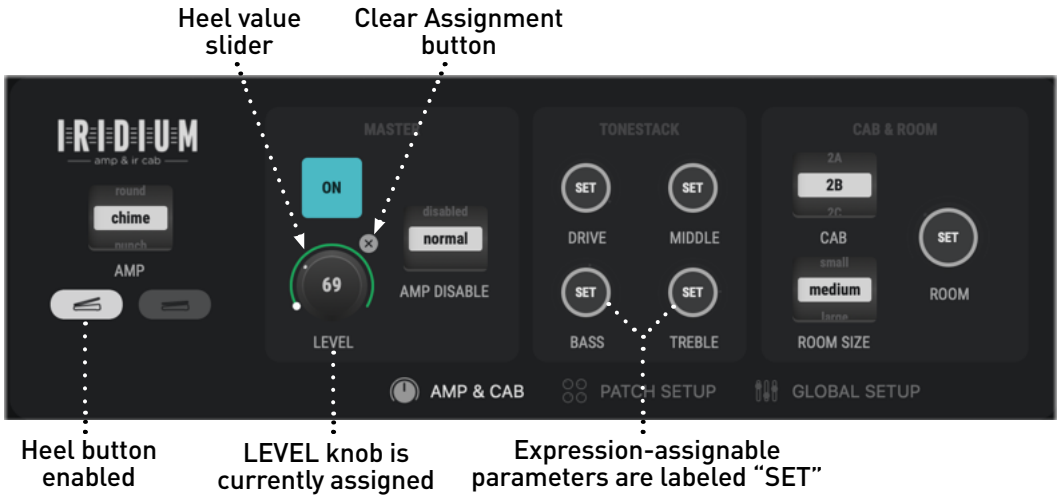 Heel value
slider
Clear Assignment
button
IRIDIUM
amp & ir cab
round
chime
punch
AMP
MASTER
ON
disabled
normal
AMP DISABLE
69
LEVEL
TONESTACK
SET
SET
DRIVE
MIDDLE
SET
SET
BASS
TREBLE
CAB & ROOM
2A
2B
2C
CAB
small
medium
large
ROOM SIZE
SET
ROOM
AMP & CAB
PATCH SETUP
GLOBAL SETUP
Heel button
enabled
LEVEL knob is
currently assigned
Expression-assignable
parameters are labeled “SET”